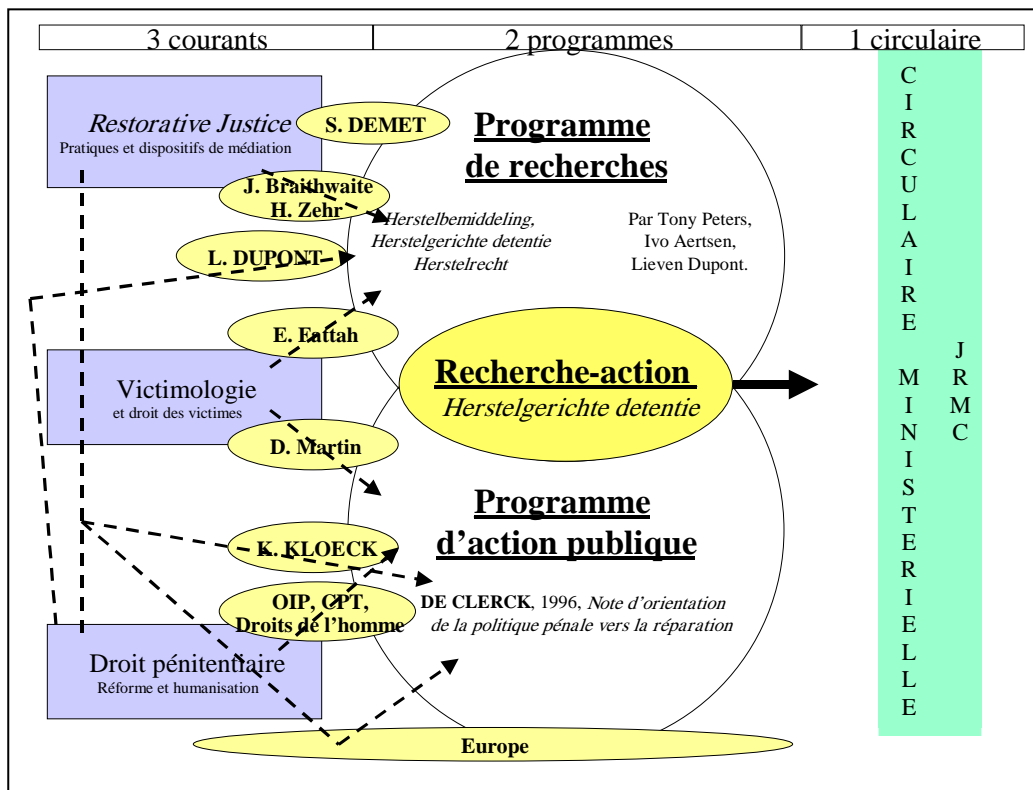 3 courants
2 programmes
1 circulaire
Restorative Justice
Pratiques et dispositifs de médiation
S. DEMET
J. Braithwaite
H. Zehr
L. DUPONT
E. Fattah
Victimologie
et droit des victimes
D. Martin
K. KLOECK
OIP, CPT,
Droits de l'homme
Droit pénitentiaire
Réforme et humanisation
Programme
de recherches
Herstelbemiddeling,
Herstelgerichte detentie
Herstelrecht
Par Tony Peters,
Ivo Aertsen,
Lieven Dupont.
Recherche-action
Herstelgerichte detentie
Programme
d'action publique
DE CLERCK, 1996, Note d'orientation
de la politique pénale vers la réparation
Europe
CIRCULAIRE MINISTERIELLE
JRMC